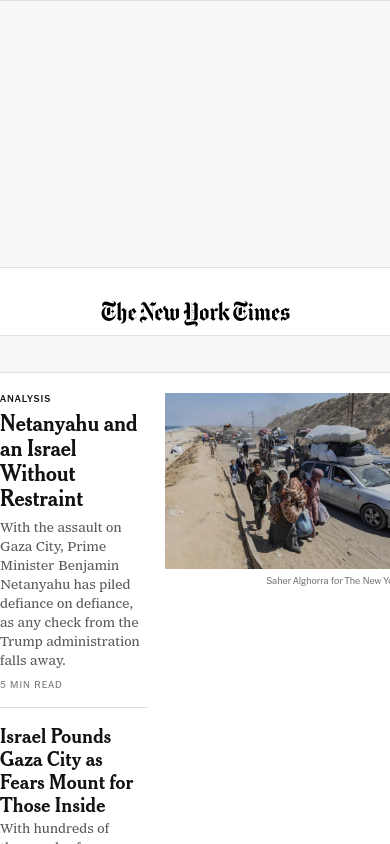 The New York Times
ANALYSIS
Netanyahu and
an Israel
Without
Restraint
With the assault on
Gaza City, Prime
Minister Benjamin
Netanyahu has piled
defiance on defiance,
as any check from the
Trump administration
falls away.
5 MIN READ
Saher Alghorra for The New Yo
Israel Pounds
Gaza City as
Fears Mount for
Those Inside
With hundreds of